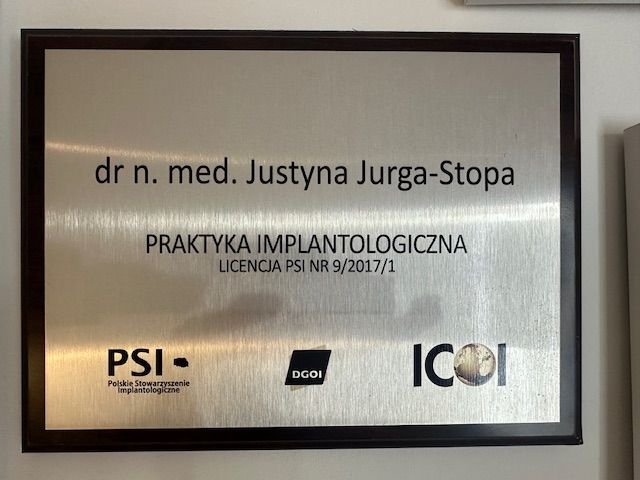 dr n. med. Justyna Jurga-Stopa
PRAKTYKA IMPLANTOLOGICZNA
LICENCJA PSI NR 9/2017/1
PSI
Polskie Stowarzyszenie
Implantologiczne
DGOI
ICOI